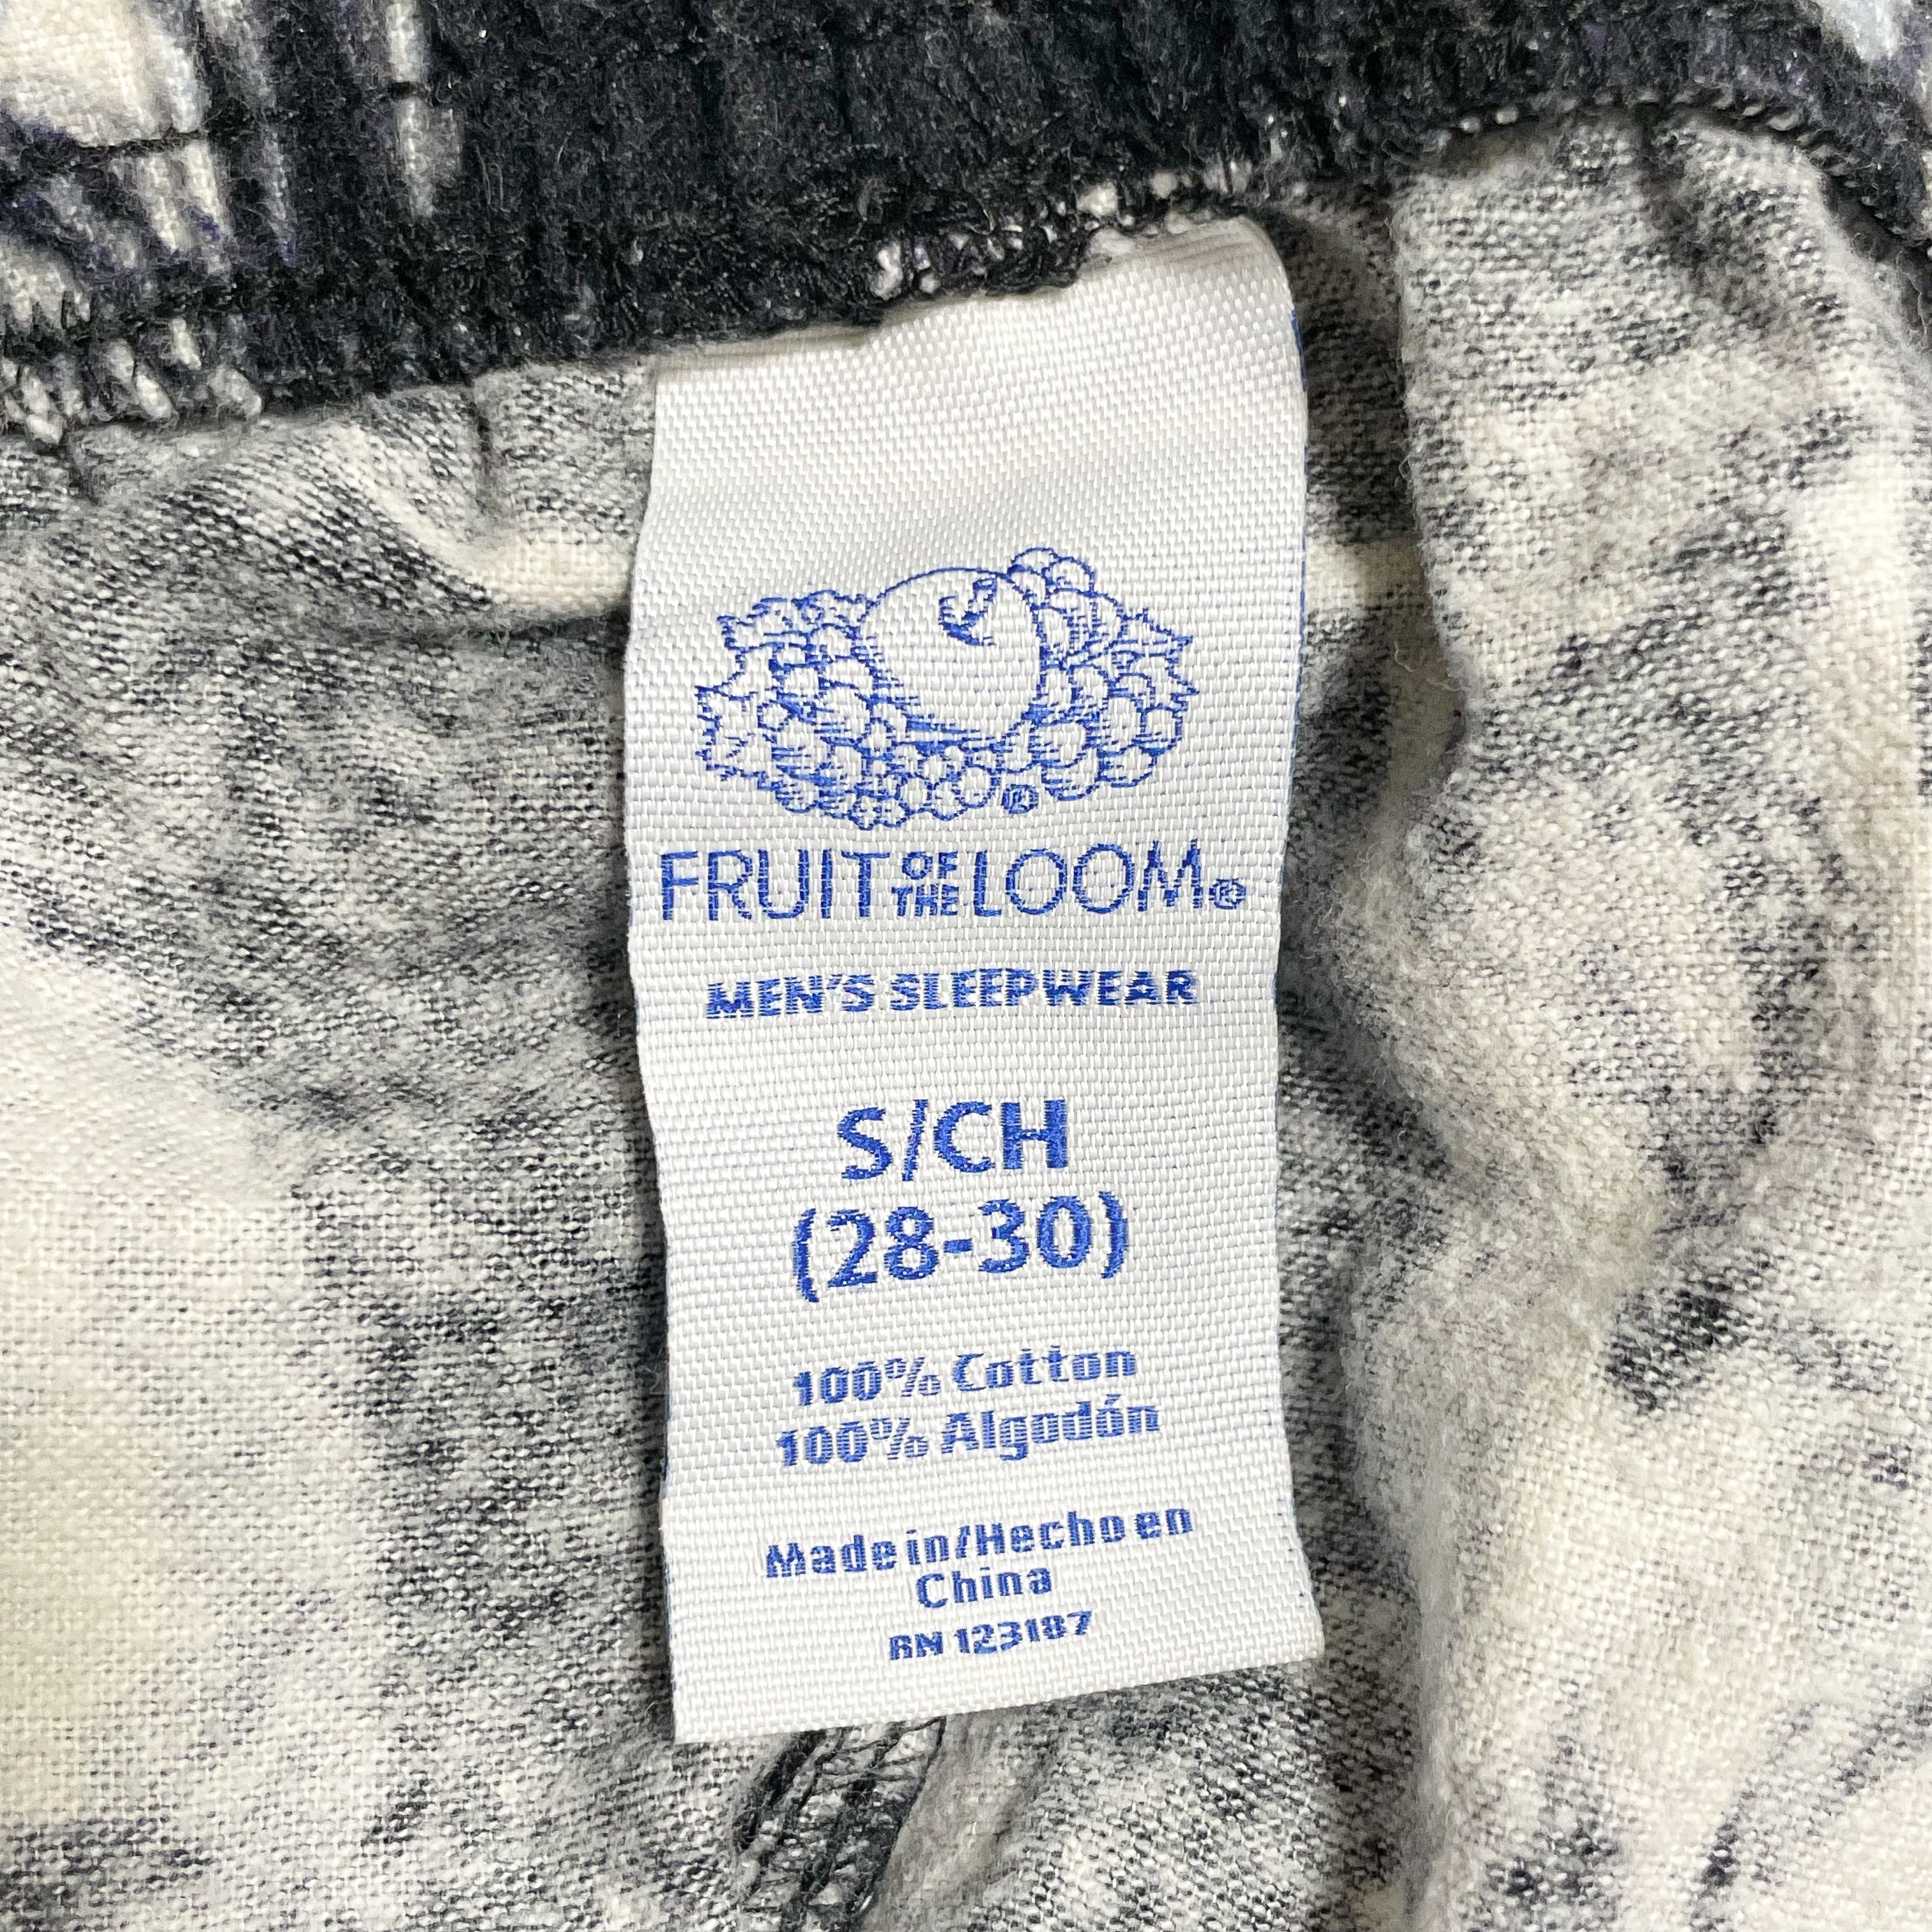 ®
FRUIT OF THE LOOM®
MEN'S SLEEPWEAR
S/CH
(28-30)
100% Cotton
100% Algodón
Made in/Hecho en
China
RN 123187